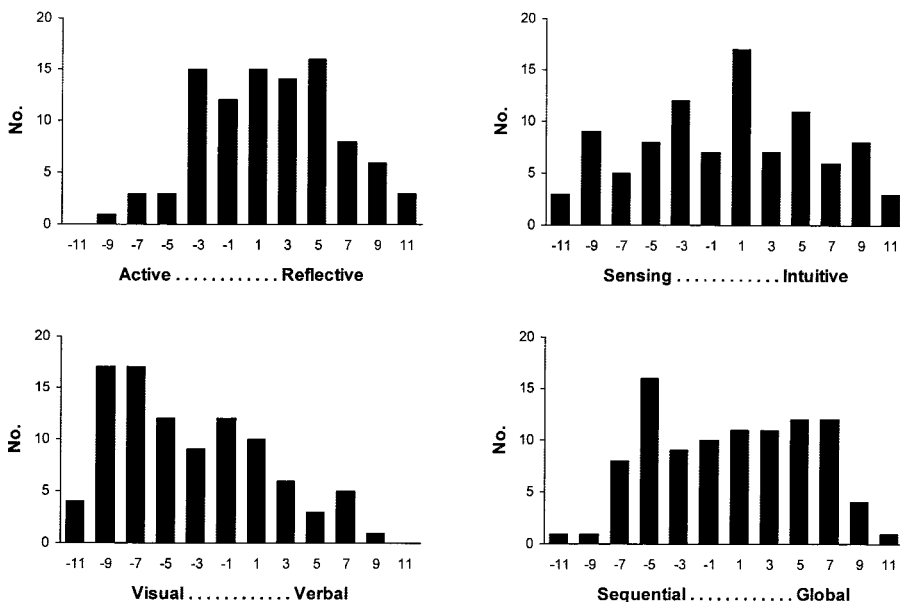 20
15
10
5
0
No.
-11 -9 -7 -5 -3 -1 1 3 5 7 9 11
Active . . . . . . . . . . . . Reflective
20
15
10
5
0
No.
-11 -9 -7 -5 -3 -1 1 3 5 7 9 11
Sensing . . . . . . . . . . . . Intuitive
20
15
10
5
0
No.
-11 -9 -7 -5 -3 -1 1 3 5 7 9 11
Visual . . . . . . . . . . . . Verbal
20
15
10
5
0
No.
-11 -9 -7 -5 -3 -1 1 3 5 7 9 11
Sequential . . . . . . . . . . . . Global